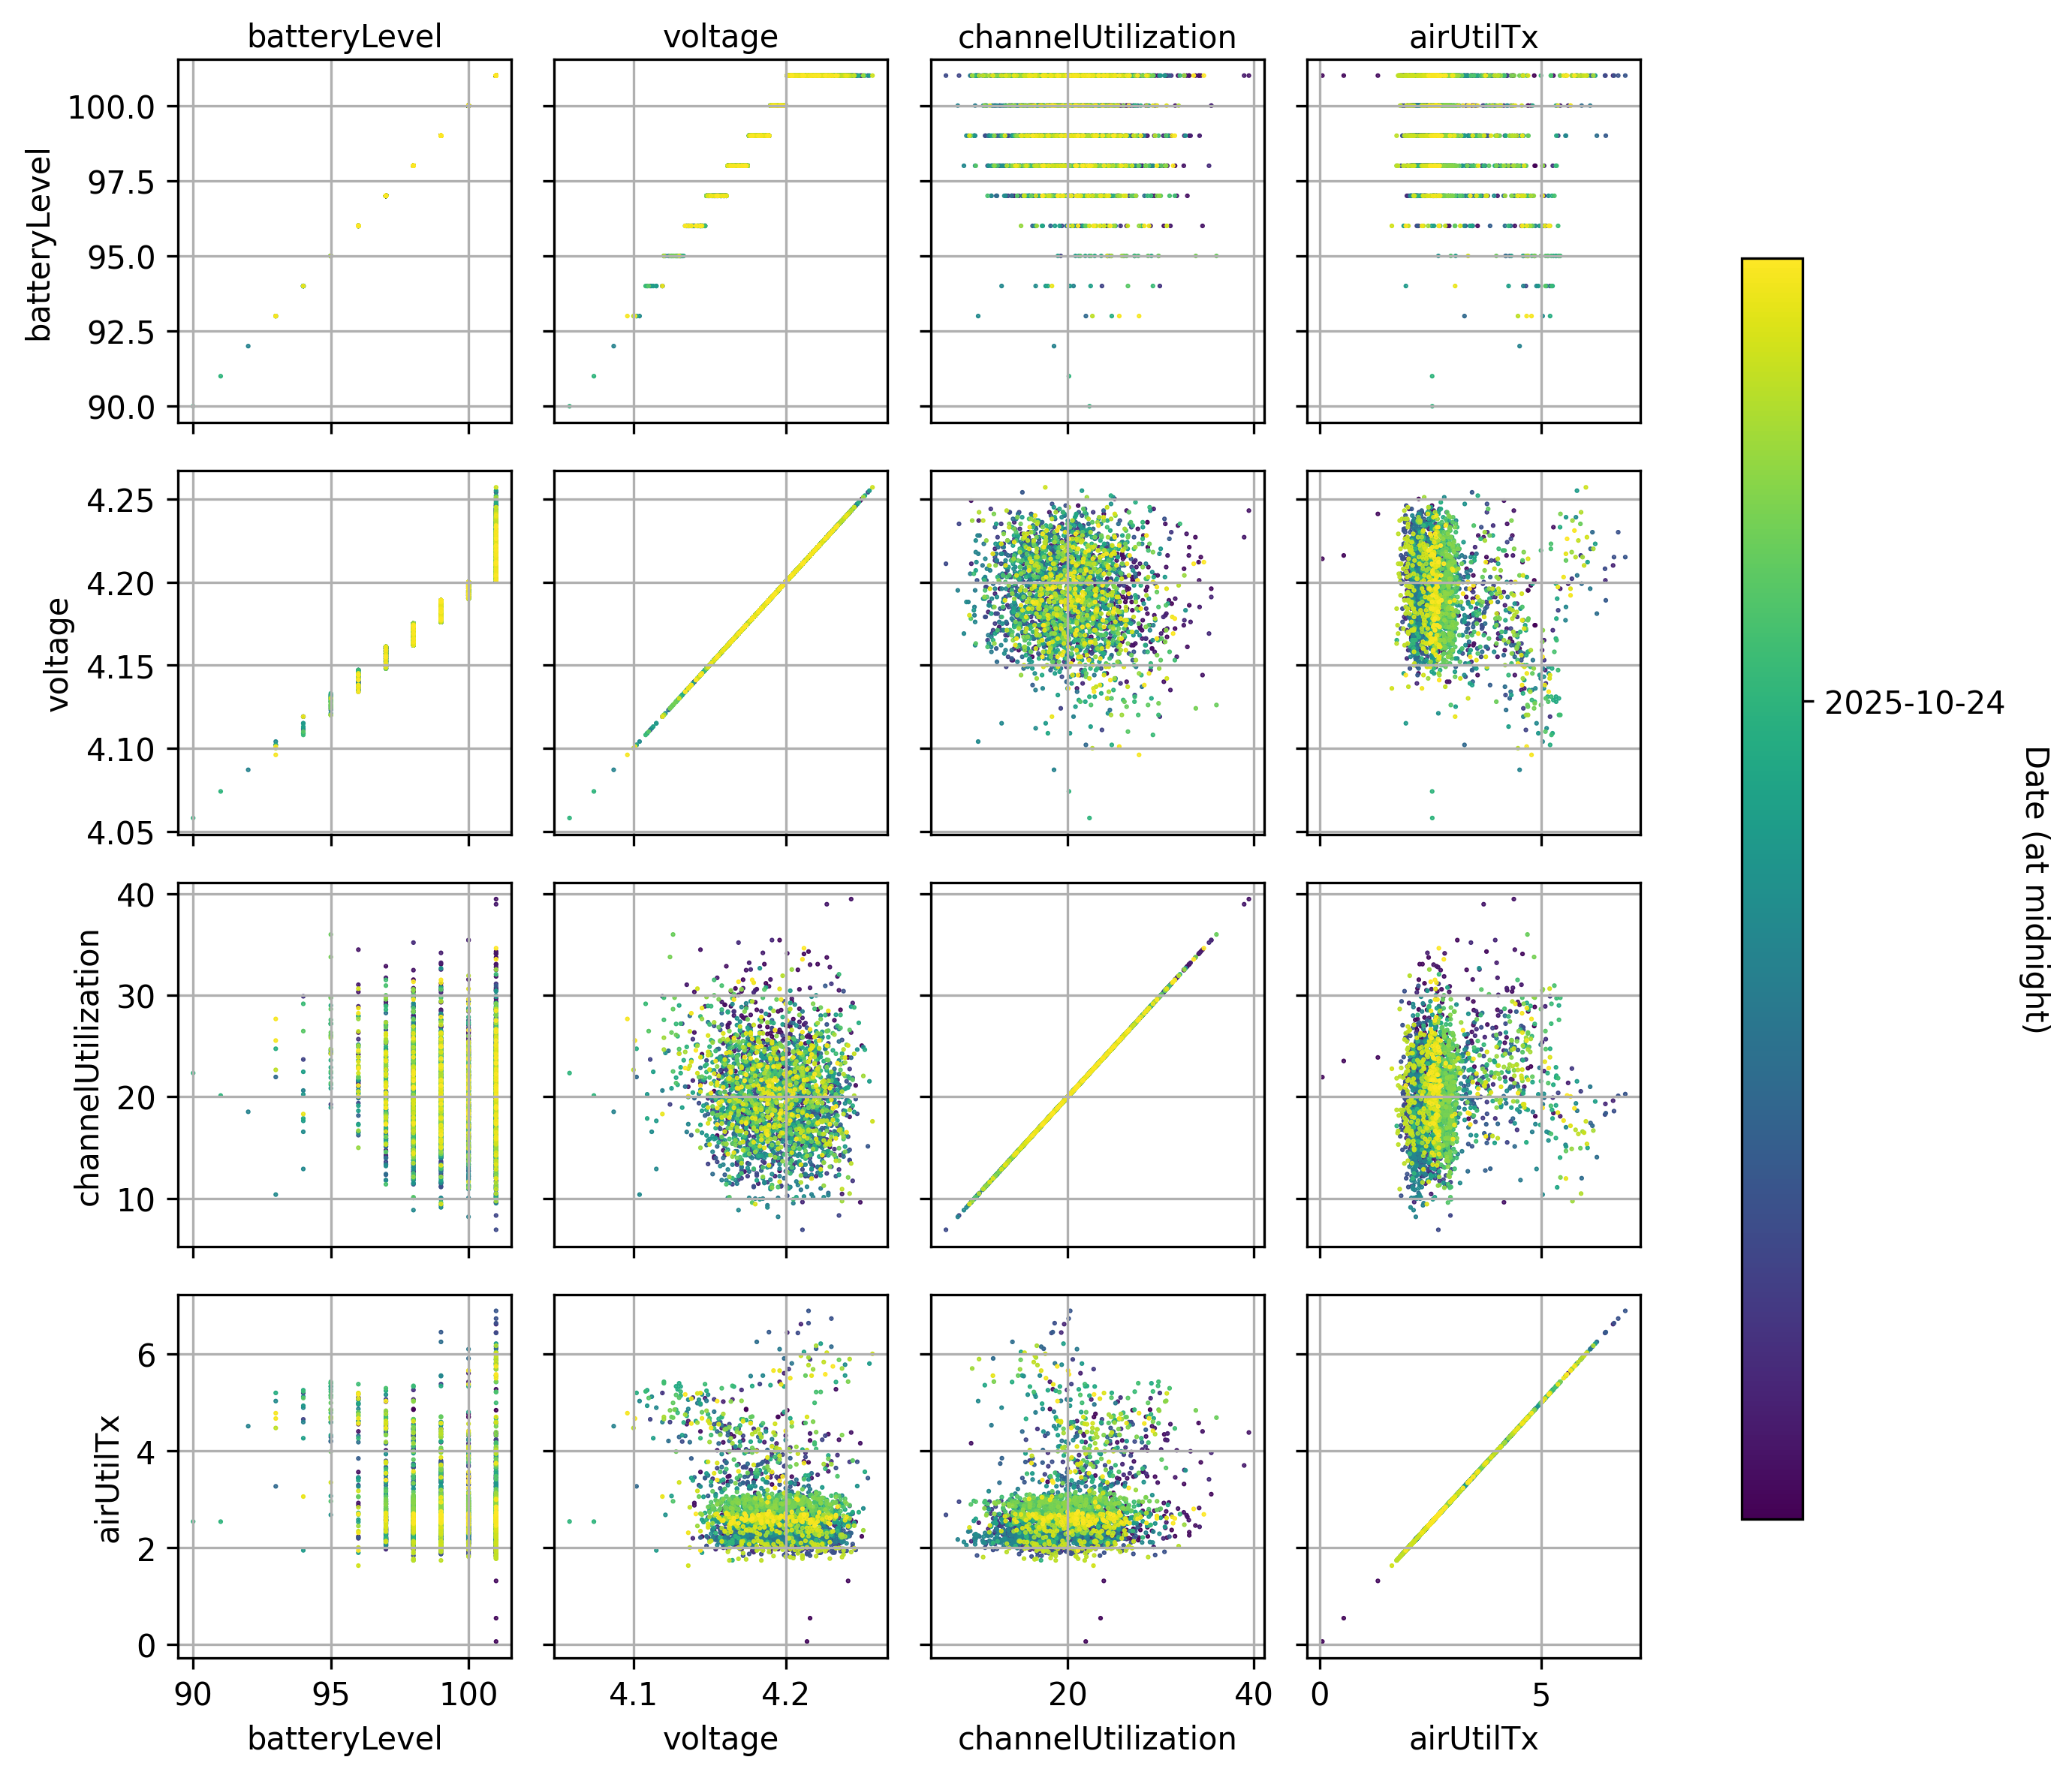 batteryLevel voltage channelUtilization airUtilTx
batteryLevel
100.0
97.5
95.0
92.5
90.0
voltage
4.25
4.20
4.15
4.10
4.05
channelUtilization
40
30
20
10
airUtilTx
6
4
2
0
90 95 100 4.1 4.2 20 40 0 5
batteryLevel voltage channelUtilization airUtilTx
2025-10-24
Date (at midnight)